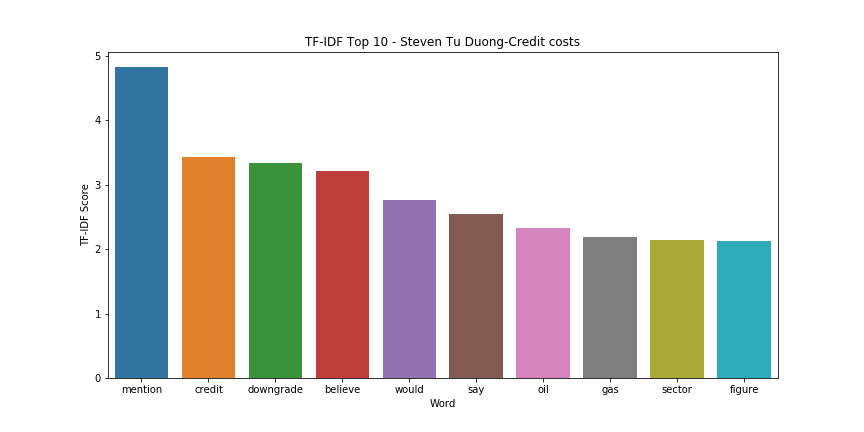 TF-IDF Top 10 - Steven Tu Duong-Credit costs
5
4
3
2
1
0
TF-IDF Score
mention credit downgrade believe would say oil gas sector figure
Word